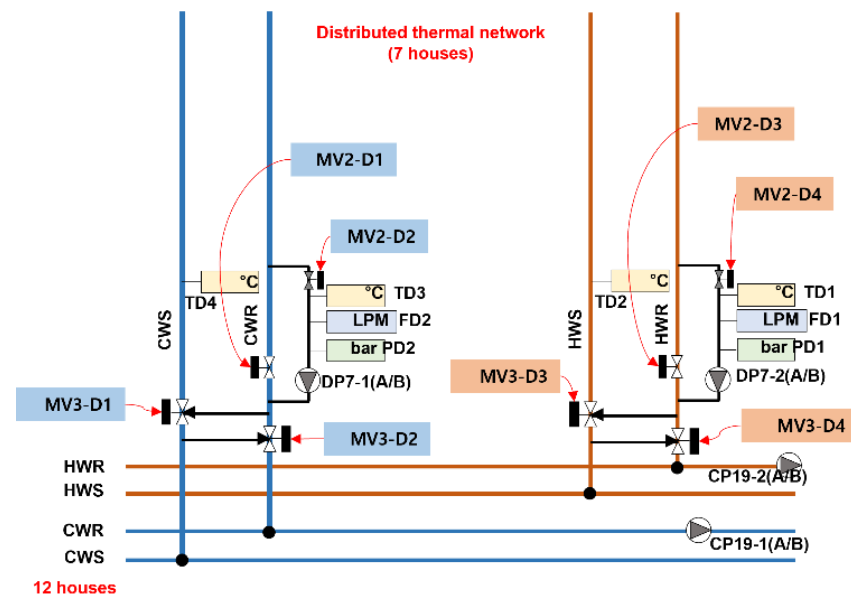 Distributed thermal network
(7 houses)
MV2-D1
MV2-D2
MV2-D3
MV2-D4
CWS
TD4
°C
CWR
°C TD3
LPM FD2
bar PD2
DP7-1(A/B)
HWS
TD2
°C
HWR
°C TD1
LPM FD1
bar PD1
DP7-2(A/B)
MV3-D1
MV3-D2
MV3-D3
MV3-D4
HWR
CP19-2(A/B)
HWS
CWR
CP19-1(A/B)
CWS
12 houses